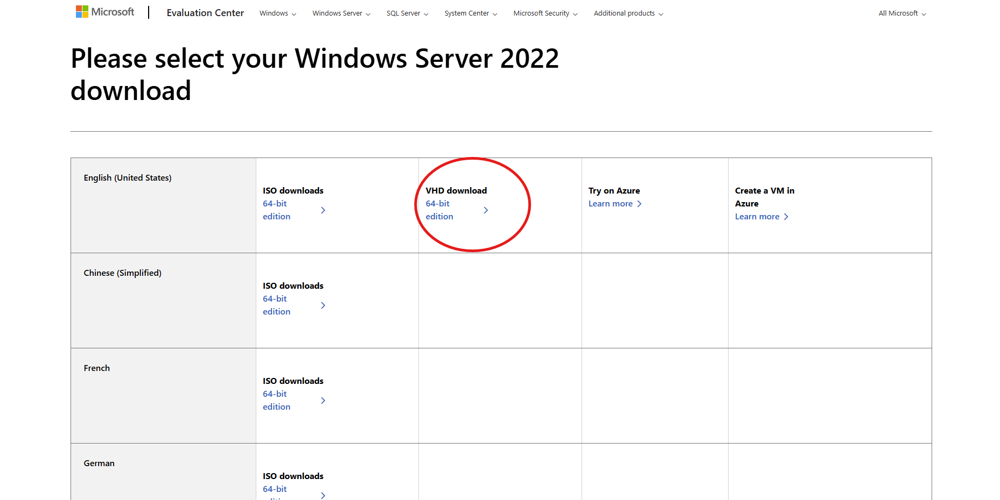 Microsoft
Evaluation Center
Windows
Windows Server
SQL Server
System Center
Microsoft Security
Additional products
All Microsoft
Please select your Windows Server 2022
download
English (United States)
ISO downloads
64-bit
edition
VHD download
64-bit
edition
Try on Azure
Learn more
Create a VM in
Azure
Learn more
Chinese (Simplified)
ISO downloads
64-bit
edition
French
ISO downloads
64-bit
edition
German
ISO downloads
64-bit